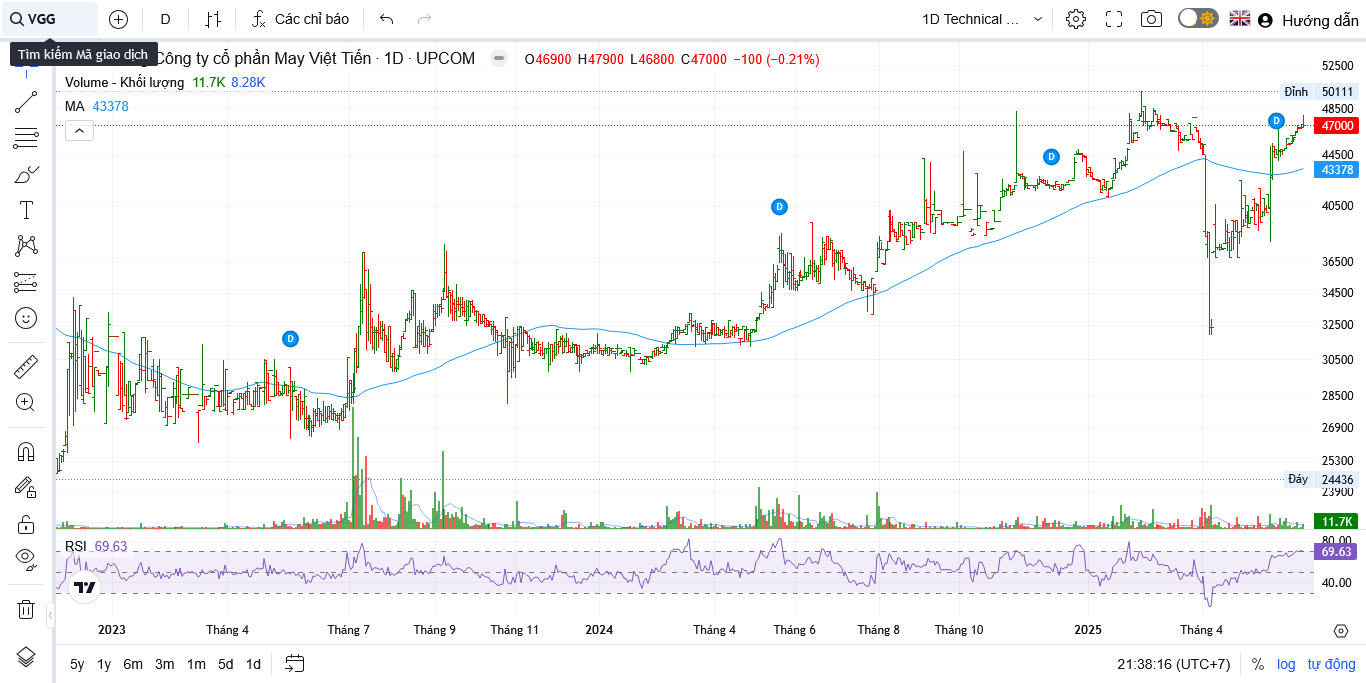 VGG
D
Các chỉ báo
1D Technical ...
Hướng dẫn
Tìm kiếm Mã giao dịch
Công ty cổ phần May Việt Tiến · 1D · UPCOM
O46900 H47900 L46800 C47000 −100 (−0.21%)
Volume - Khối lượng 11.7K 8.28K
MA 43378
52500
Đỉnh 50111
48500
47000
44500
43378
40500
36500
34500
32500
30500
28500
26900
25300
Đáy 24436
23900
11.7K
D
D
D
D
RSI 69.63
80.00
69.63
40.00
2023 Tháng 4 Tháng 7 Tháng 9 Tháng 11 2024 Tháng 4 Tháng 6 Tháng 8 Tháng 10 2025 Tháng 4
5y 1y 6m 3m 1m 5d 1d
21:38:16 (UTC+7) % log tự động